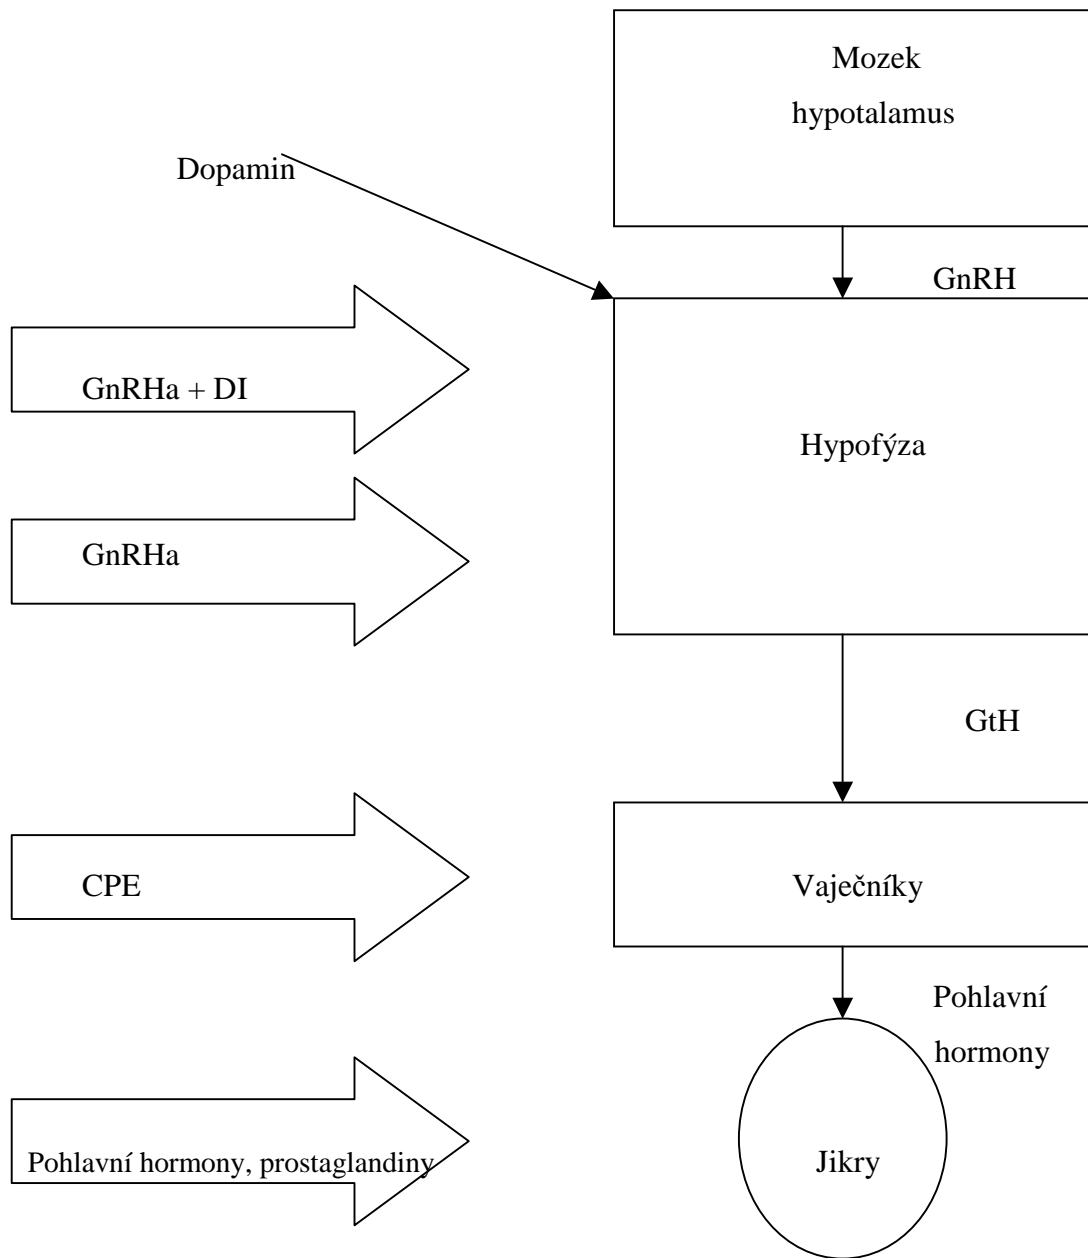 Mozek
hypotalamus
Dopamin
GnRH
GnRHa + DI
Hypofýza
GnRHa
GtH
CPE
Vaječníky
Pohlavní
hormony
Pohlavní hormony, prostaglandiny
Jikry